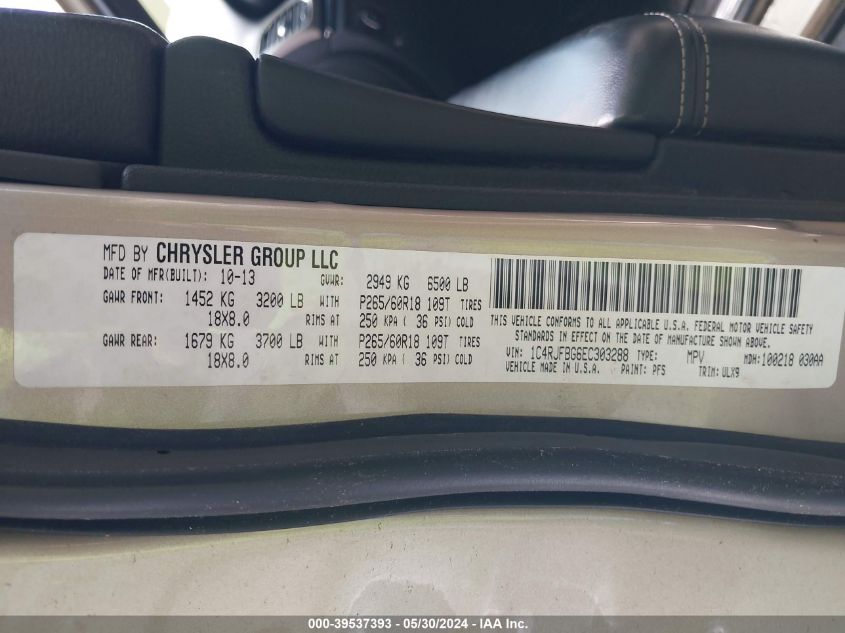 MFD BY CHRYSLER GROUP LLC
DATE OF MFR(BUILT): 10-13 GVWR: 2949 KG 6500 LB
GAWR FRONT: 1452 KG 3200 LB WITH P265/60R18 109T TIRES
18X8.0 RIMS AT 250 KPA ( 36 PSI) COLD
GAWR REAR: 1679 KG 3700 LB WITH P265/60R18 109T TIRES
18X8.0 RIMS AT 250 KPA ( 36 PSI) COLD
THIS VEHICLE CONFORMS TO ALL APPLICABLE U.S.A. FEDERAL MOTOR VEHICLE SAFETY
STANDARDS IN EFFECT ON THE DATE OF MANUFACTURE SHOWN ABOVE.
VIN: 1C4RJFBG6EC303288 TYPE: MPV MDH: 100218 030AA
VEHICLE MADE IN U.S.A. PAINT: PFS TRIM: ULX9
000-39537393 - 05/30/2024 - IAA Inc.